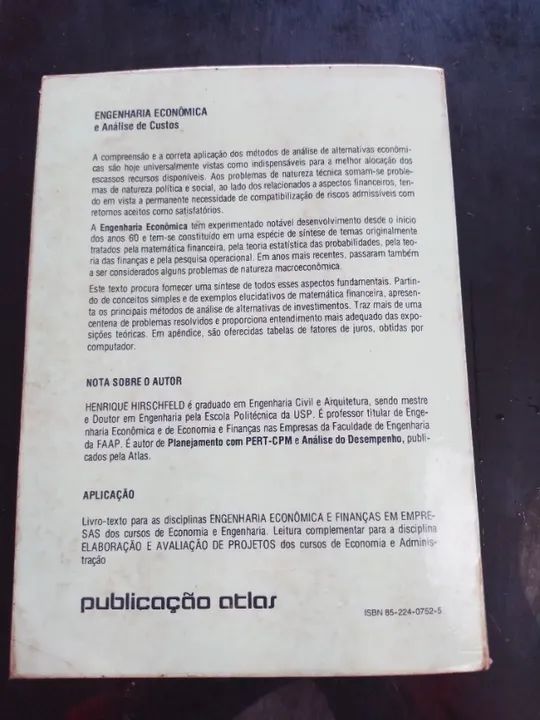 ENGENHARIA ECONÔMICA
e Análise de Custos
A compreensão e a correta aplicação dos métodos de análise de alternativas econômi-
cas são hoje universalmente vistas como indispensáveis para a melhor alocação dos
escassos recursos disponíveis. Aos problemas de natureza técnica somam-se proble-
mas de natureza política e social, ao lado dos relacionados a aspectos financeiros, ten-
do em vista a permanente necessidade de compatibilização de riscos admissíveis com
retornos aceitos como satisfatórios.
A Engenharia Econômica tem experimentado notável desenvolvimento desde o início
dos anos 60 e tem-se constituído em uma espécie de síntese de temas originalmente
tratados pela matemática financeira, pela teoria estatística das probabilidades, pela teo-
ria das finanças e pela pesquisa operacional. Em anos mais recentes, passaram também
a ser considerados alguns problemas de natureza macroeconômica.
Este texto procura fornecer uma síntese de todos esses aspectos fundamentais. Partin-
do de conceitos simples e de exemplos elucidativos de matemática financeira, apresen-
ta os principais métodos de análise de alternativas de investimentos. Traz mais de uma
centena de problemas resolvidos e proporciona entendimento mais adequado das expo-
sições teóricas. Em apêndice, são oferecidas tabelas de fatores de juros, obtidas por
computador.
NOTA SOBRE O AUTOR
HENRIQUE HIRSCHFELD é graduado em Engenharia Civil e Arquitetura, sendo mestre
e Doutor em Engenharia pela Escola Politécnica da USP. É professor titular de Enge-
nharia Econômica e de Economia e Finanças nas Empresas da Faculdade de Engenharia
da FAAP. É autor de Planejamento com PERT-CPM e Análise do Desempenho, publi-
cados pela Atlas.
APLICAÇÃO
Livro-texto para as disciplinas ENGENHARIA ECONÔMICA E FINANÇAS EM EMPRE-
SAS dos cursos de Economia e Engenharia. Leitura complementar para a disciplina
ELABORAÇÃO E AVALIAÇÃO DE PROJETOS dos cursos de Economia e Adminis-
tração
publicação atlas
ISBN 85-224-0752-5